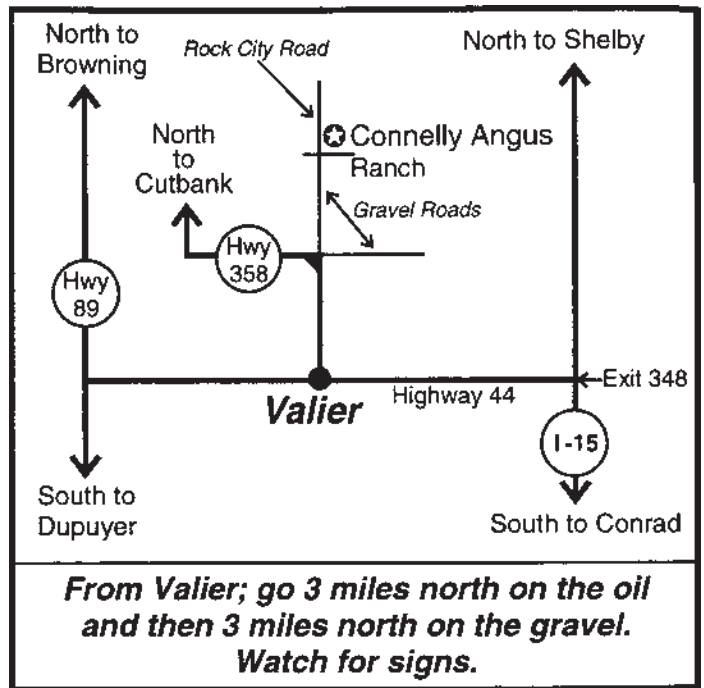 North to
Browning
Rock City Road
North to Shelby
North
to
Cutbank
Connelly Angus
Ranch
Gravel Roads
Hwy
358
Hwy
89
Valier
Highway 44
Exit 348
I-15
South to
Dupuyer
South to Conrad
From Valier; go 3 miles north on the oil
and then 3 miles north on the gravel.
Watch for signs.